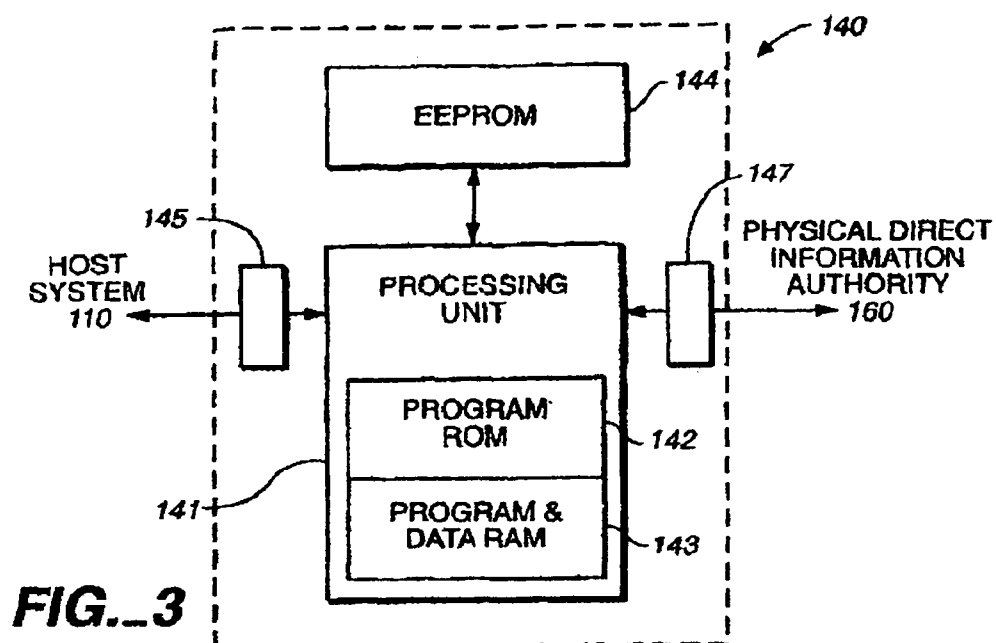 140
EEPROM
144
145
147
HOST
SYSTEM
110
PROCESSING
UNIT
PHYSICAL DIRECT
INFORMATION
AUTHORITY
160
PROGRAM
ROM
142
141
PROGRAM &
DATA RAM
143
FIG._3